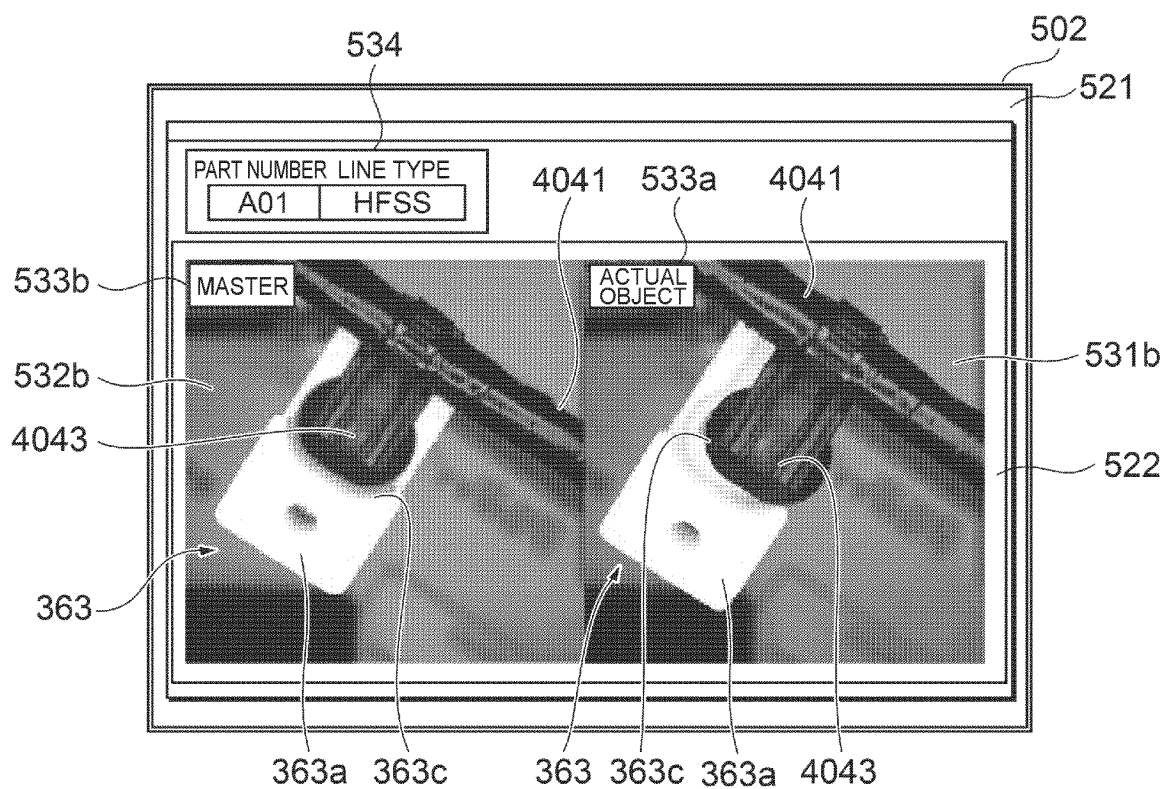 534
502
521
PART NUMBER LINE TYPE
A01 HFSS
4041
533a
4041
533b
MASTER
ACTUAL
OBJECT
532b
531b
4043
522
363
363a
363c
363
363c
363a
4043